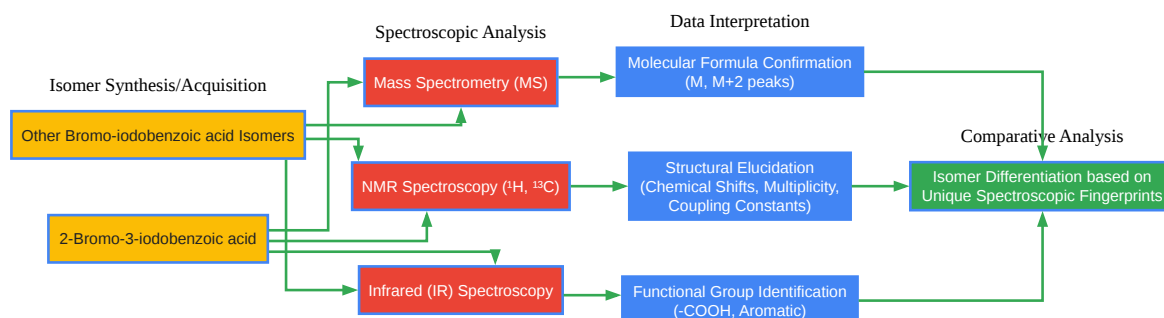 Isomer Synthesis/Acquisition
Other Bromo-iodobenzoic acid Isomers
2-Bromo-3-iodobenzoic acid
Spectroscopic Analysis
Mass Spectrometry (MS)
NMR Spectroscopy (¹H, ¹³C)
Infrared (IR) Spectroscopy
Data Interpretation
Molecular Formula Confirmation
(M, M+2 peaks)
Structural Elucidation
(Chemical Shifts, Multiplicity,
Coupling Constants)
Functional Group Identification
(-COOH, Aromatic)
Comparative Analysis
Isomer Differentiation based on
Unique Spectroscopic Fingerprints